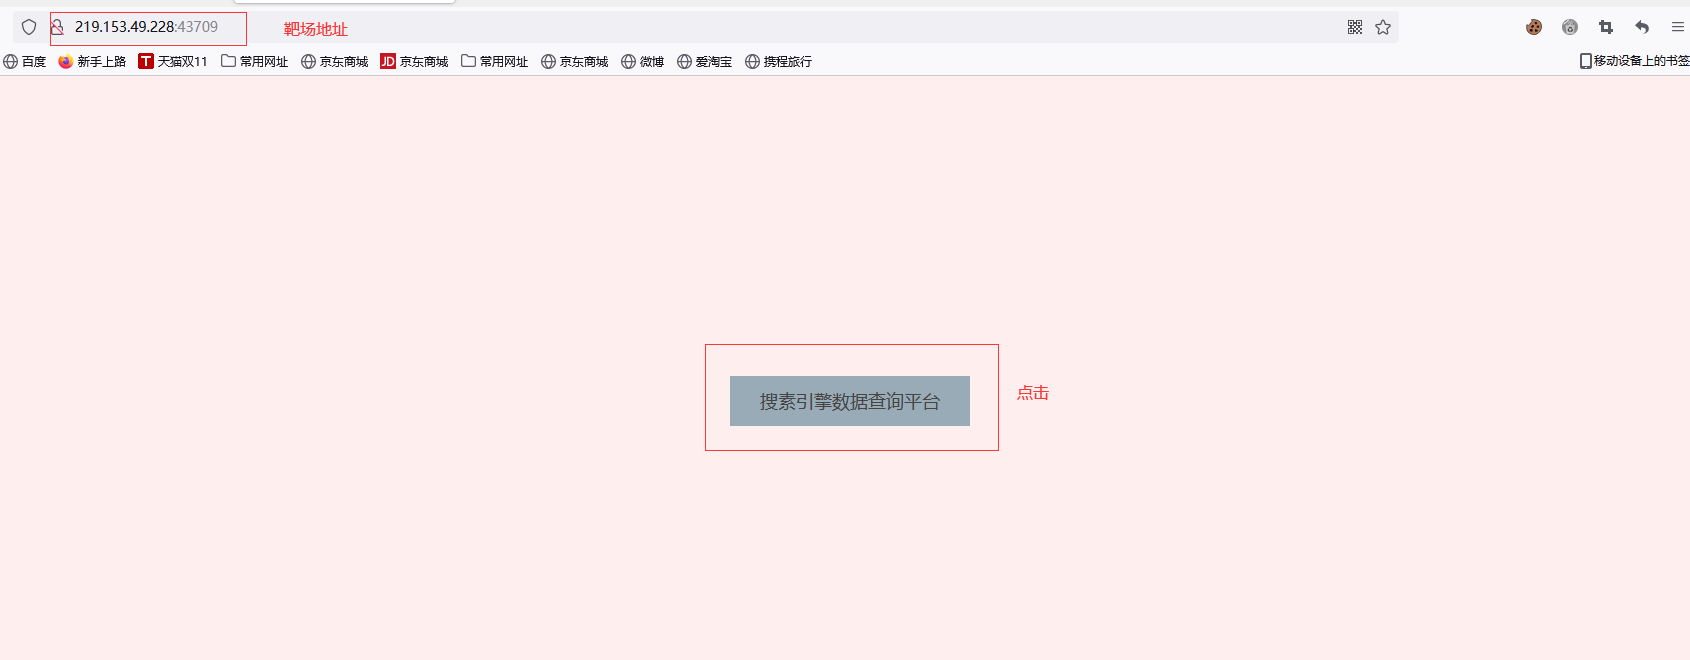 219.153.49.228:43709
靶场地址
百度 新手上路 天猫双11 常用网址 京东商城 JD 京东商城 常用网址 京东商城 微博 爱淘宝 携程旅行 移动设备上的书签
搜素引擎数据查询平台
点击